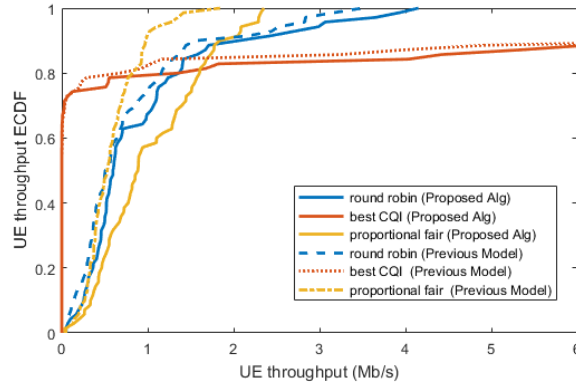 1
0.8
0.6
0.4
0.2
0
0
1
2
3
4
5
6
UE throughput ECDF
UE throughput (Mb/s)
round robin (Proposed Alg)
best CQI (Proposed Alg)
proportional fair (Proposed Alg)
round robin (Previous Model)
best CQI (Previous Model)
proportional fair (Previous Model)